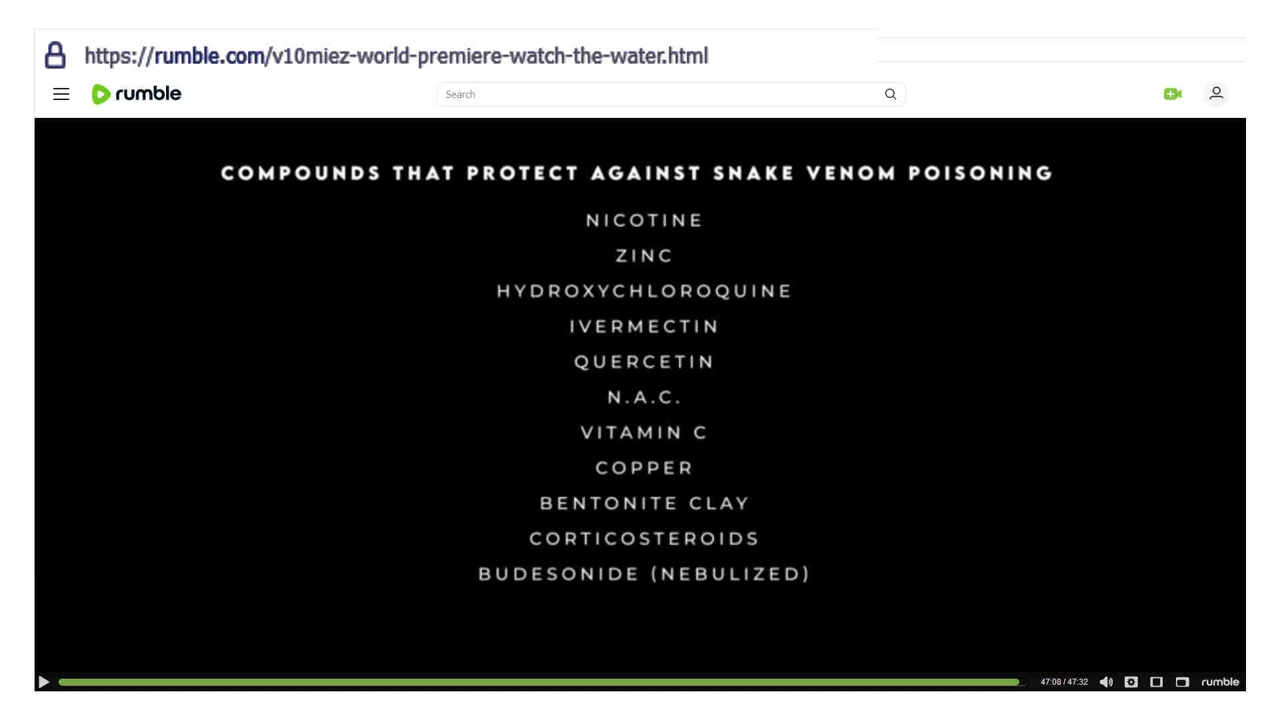 https://rumble.com/v10miez-world-premiere-watch-the-water.html
rumble
Search
COMPOUNDS THAT PROTECT AGAINST SNAKE VENOM POISONING
NICOTINE
ZINC
HYDROXYCHLOROQUINE
IVERMECTIN
QUERCETIN
N.A.C.
VITAMIN C
COPPER
BENTONITE CLAY
CORTICOSTEROIDS
BUDESONIDE (NEBULIZED)
47:08 / 47:32
rumble